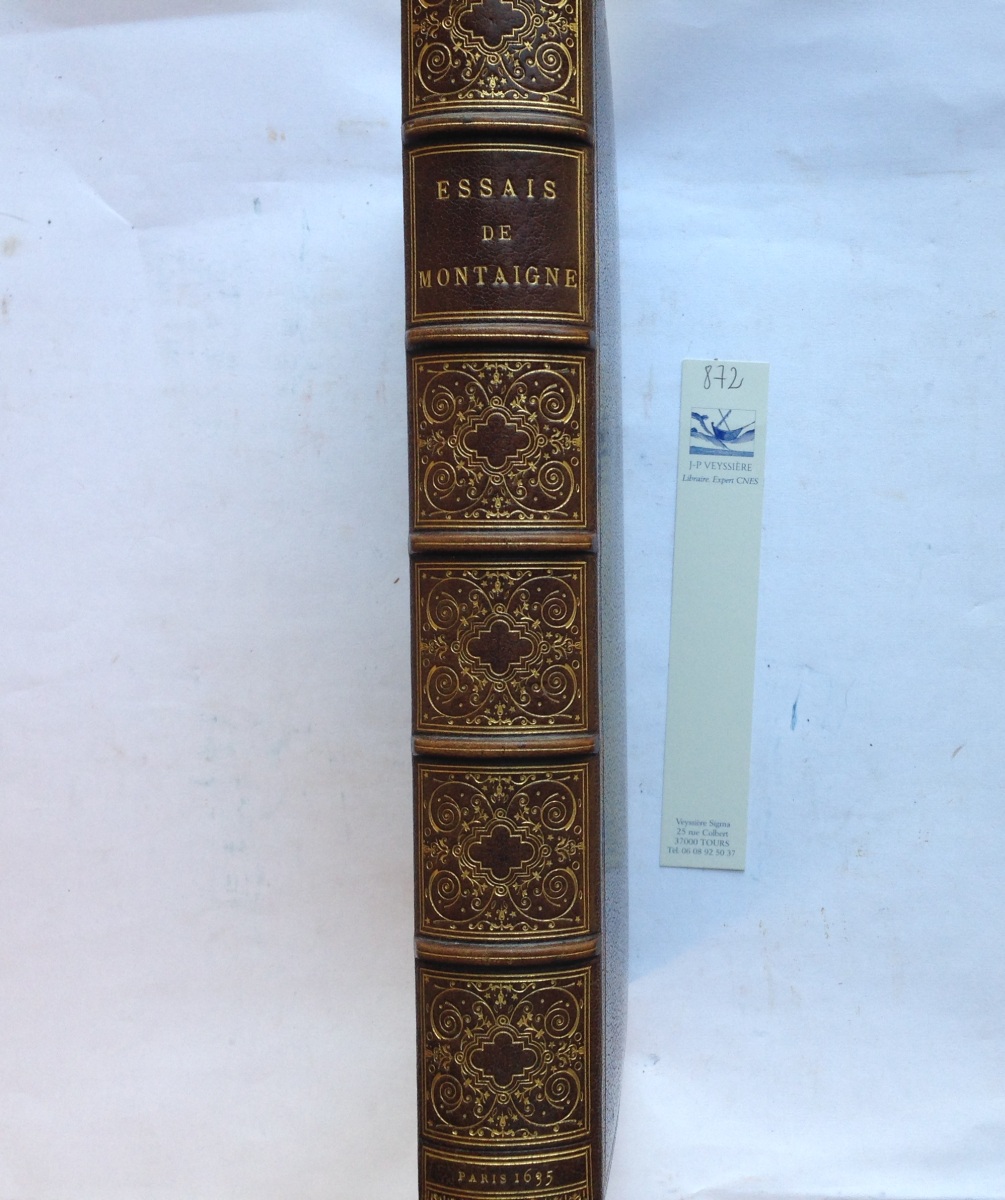 ESSAIS
DE
MONTAIGNE
PARIS 1695
872
J-P VEYSSIÈRE
Libraire, Expert CNES
Veyssière Sigma
25 rue Colbert
37000 TOURS
Tél. 06 08 92 50 37